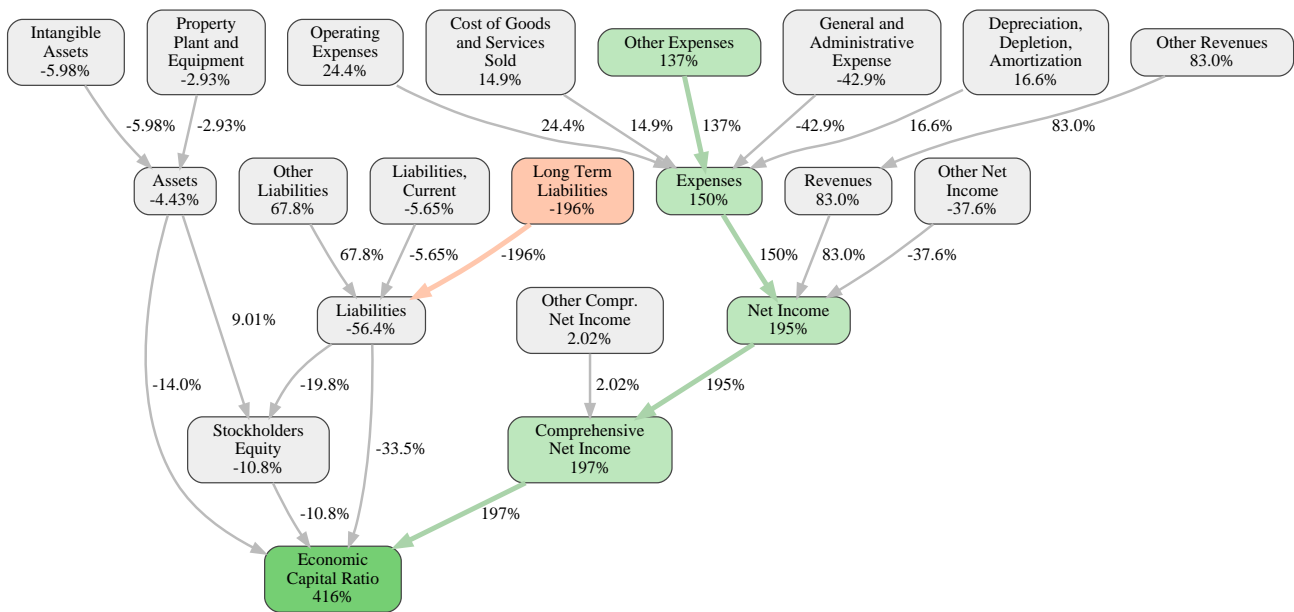 Intangible
Assets
-5.98%
Property
Plant and
Equipment
-2.93%
Operating
Expenses
24.4%
Cost of Goods
and Services
Sold
14.9%
Other Expenses
137%
General and
Administrative
Expense
-42.9%
Depreciation,
Depletion,
Amortization
16.6%
Other Revenues
83.0%
-5.98%
-2.93%
24.4%
14.9%
137%
-42.9%
16.6%
83.0%
Assets
-4.43%
Other
Liabilities
67.8%
Liabilities,
Current
-5.65%
Long Term
Liabilities
-196%
Expenses
150%
Revenues
83.0%
Other Net
Income
-37.6%
67.8%
-5.65%
-196%
150%
83.0%
-37.6%
9.01%
Liabilities
-56.4%
Other Compr.
Net Income
2.02%
Net Income
195%
-14.0%
-19.8%
2.02%
195%
Stockholders
Equity
-10.8%
-33.5%
Comprehensive
Net Income
197%
-10.8%
197%
Economic
Capital Ratio
416%